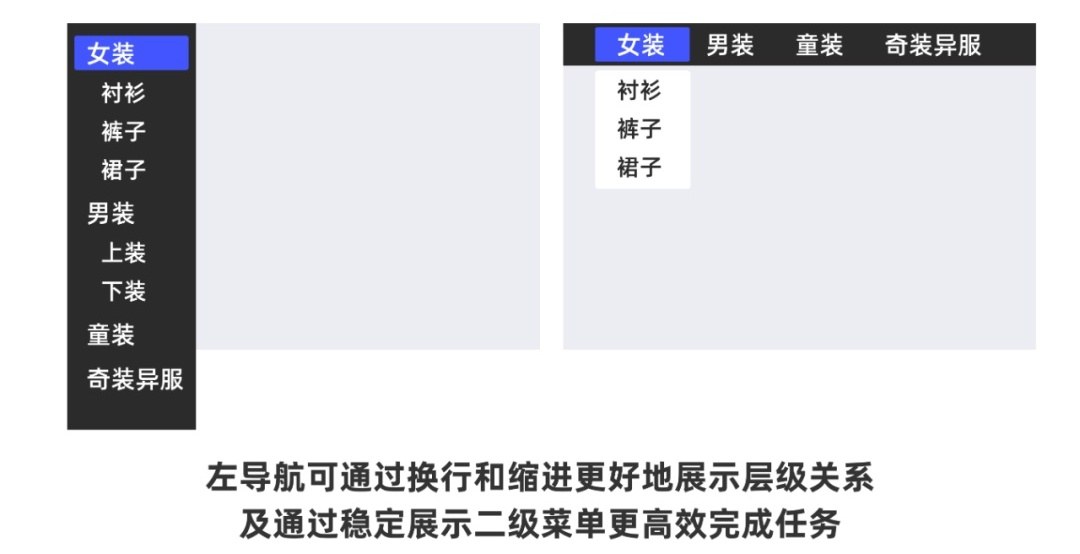 女装
衬衫
裤子
裙子
男装
上装
下装
童装
奇装异服
女装 男装 童装 奇装异服
衬衫
裤子
裙子
左导航可通过换行和缩进更好地展示层级关系
及通过稳定展示二级菜单更高效完成任务